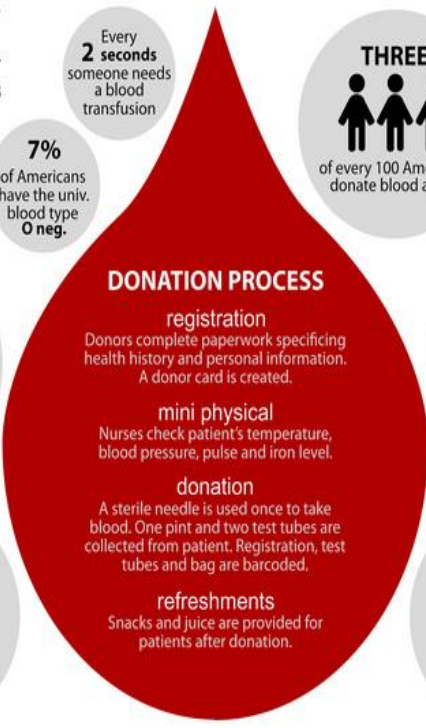 Every
2 seconds
someone needs
a blood
transfusion
7%
of Americans
have the univ.
blood type
O neg.
THREE
of every 100
donate blood
DONATION PROCESS
registration
Donors complete paperwork specificing
health history and personal information.
A donor card is created.
mini physical
Nurses check patient's temperature,
blood pressure, pulse and iron level.
donation
A sterile needle is used once to take
blood. One pint and two test tubes are
collected from patient. Registration, test
tubes and bag are barcoded.
refreshments
Snacks and juice are provided for
patients after donation.